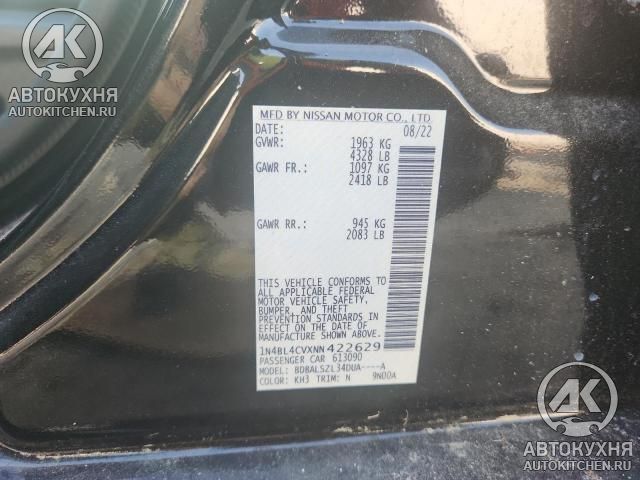 АК
АВТОКУХНЯ
AUTOKITCHEN.RU
MFD BY NISSAN MOTOR CO., LTD.
DATE: 08/22
GVWR: 1963 KG
4328 LB
GAWR FR.: 1097 KG
2418 LB
GAWR RR.: 945 KG
2083 LB
THIS VEHICLE CONFORMS TO
ALL APPLICABLE FEDERAL
MOTOR VEHICLE SAFETY,
BUMPER, AND THEFT
PREVENTION STANDARDS IN
EFFECT ON THE DATE OF
MANUFACTURE SHOWN ABOVE.
1N4BL4CVXNN422629
PASSENGER CAR 613090
MODEL: BDBALSZL34DUA----A
COLOR: KH3 TRIM: N 9N00A
АК
АВТОКУХНЯ
AUTOKITCHEN.RU